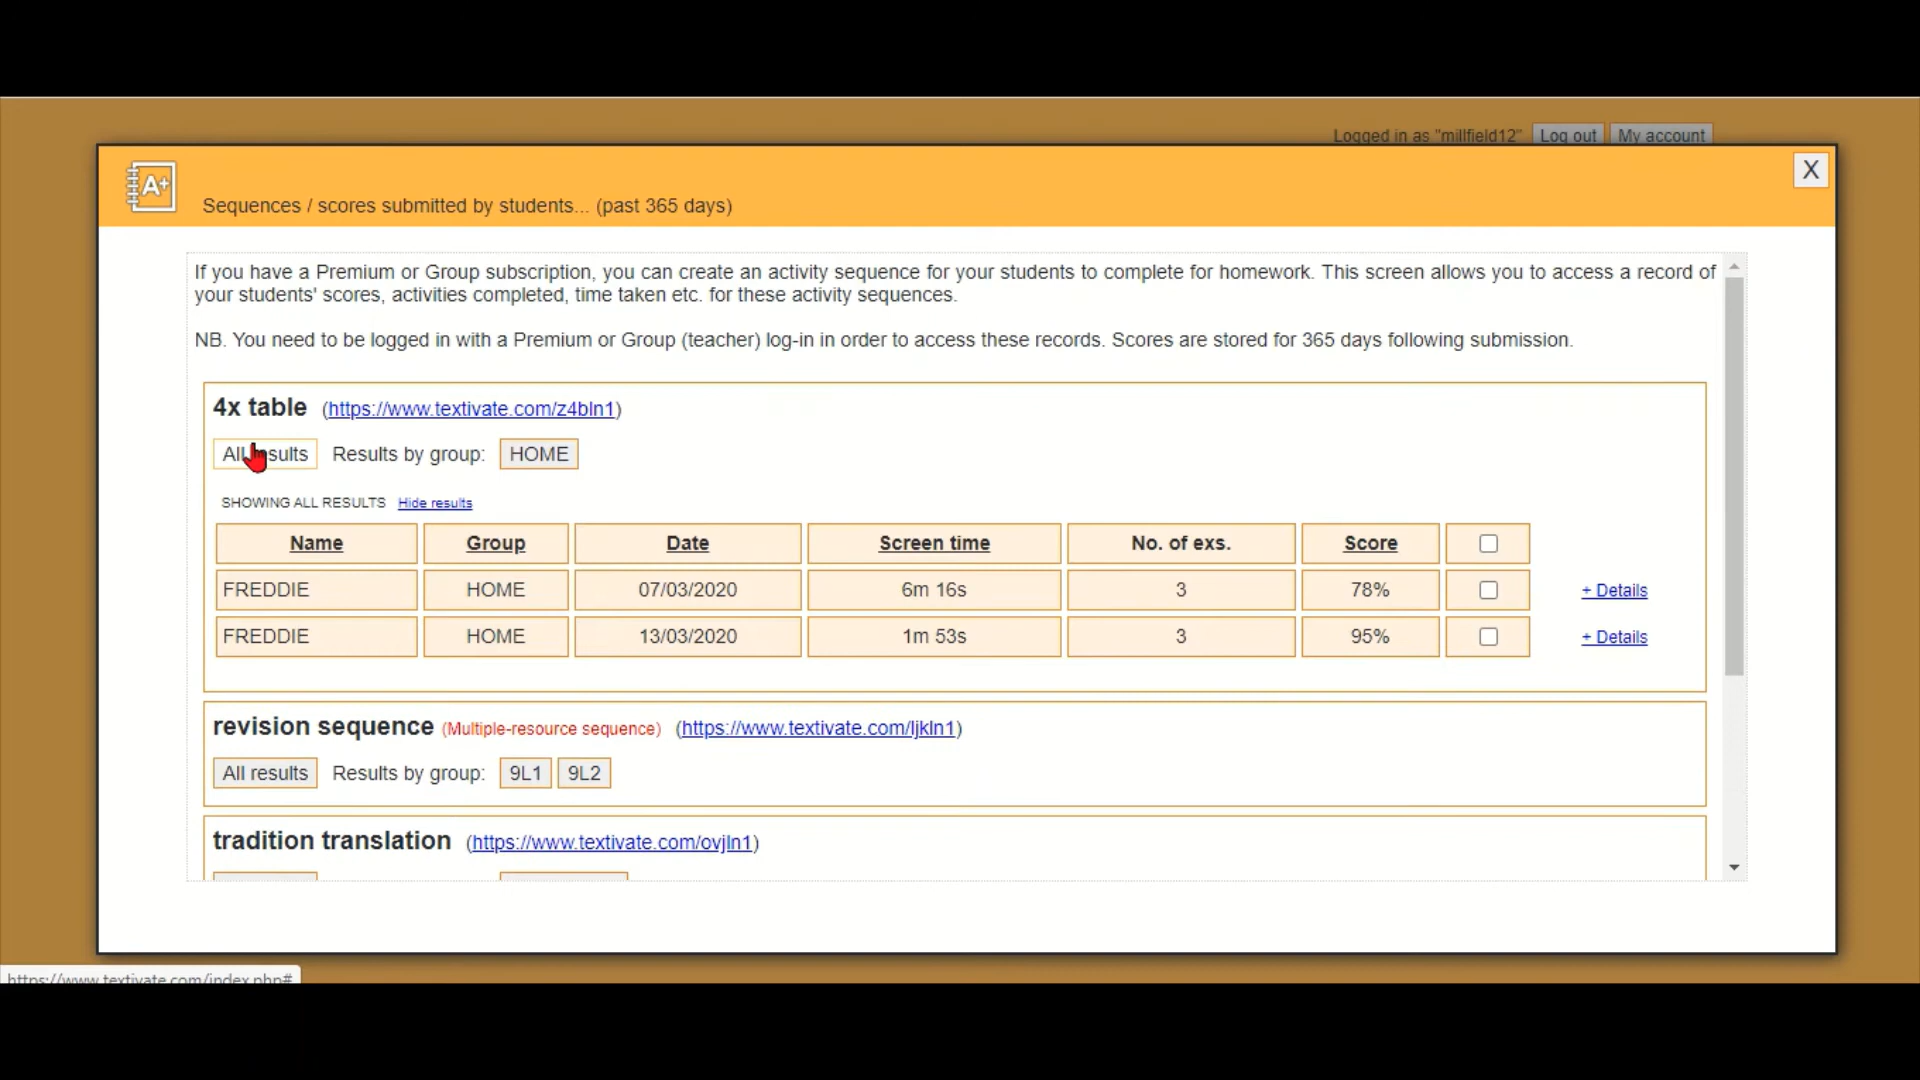 Logged in as "millfield12" Log out My account
A+
Sequences / scores submitted by students... (past 365 days)
X
If you have a Premium or Group subscription, you can create an activity sequence for your students to complete for homework. This screen allows you to access a record of
your students' scores, activities completed, time taken etc. for these activity sequences.
NB. You need to be logged in with a Premium or Group (teacher) log-in in order to access these records. Scores are stored for 365 days following submission.
4x table (https://www.textivate.com/z4bln1)
All results Results by group: HOME
SHOWING ALL RESULTS Hide results
Name Group Date Screen time No. of exs. Score
FREDDIE HOME 07/03/2020 6m 16s 3 78% + Details
FREDDIE HOME 13/03/2020 1m 53s 3 95% + Details
revision sequence (Multiple-resource sequence) (https://www.textivate.com/ljkln1)
All results Results by group: 9L1 9L2
tradition translation (https://www.textivate.com/ovjln1)
https://www.textivate.com/index.php#